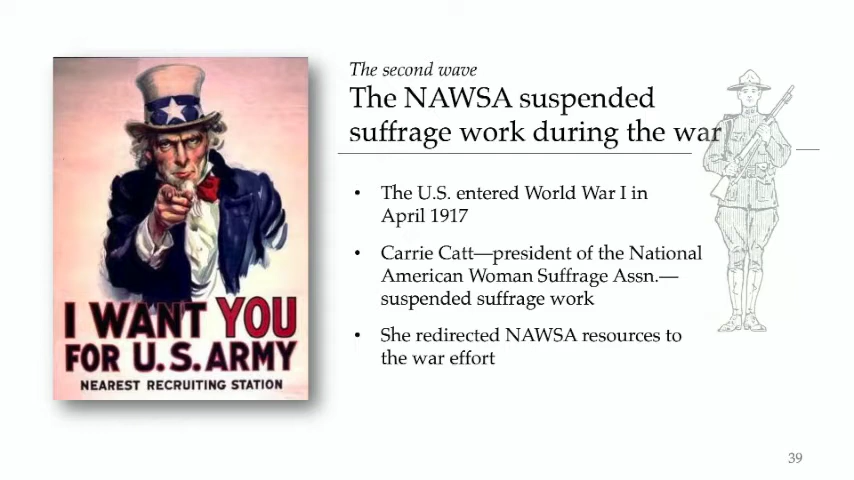 The second wave
The NAWSA suspended
suffrage work during the war
• The U.S. entered World War I in
April 1917
• Carrie Catt—president of the National
American Woman Suffrage Assn.—
suspended suffrage work
• She redirected NAWSA resources to
the war effort
I WANT YOU
FOR U.S. ARMY
NEAREST RECRUITING STATION
39